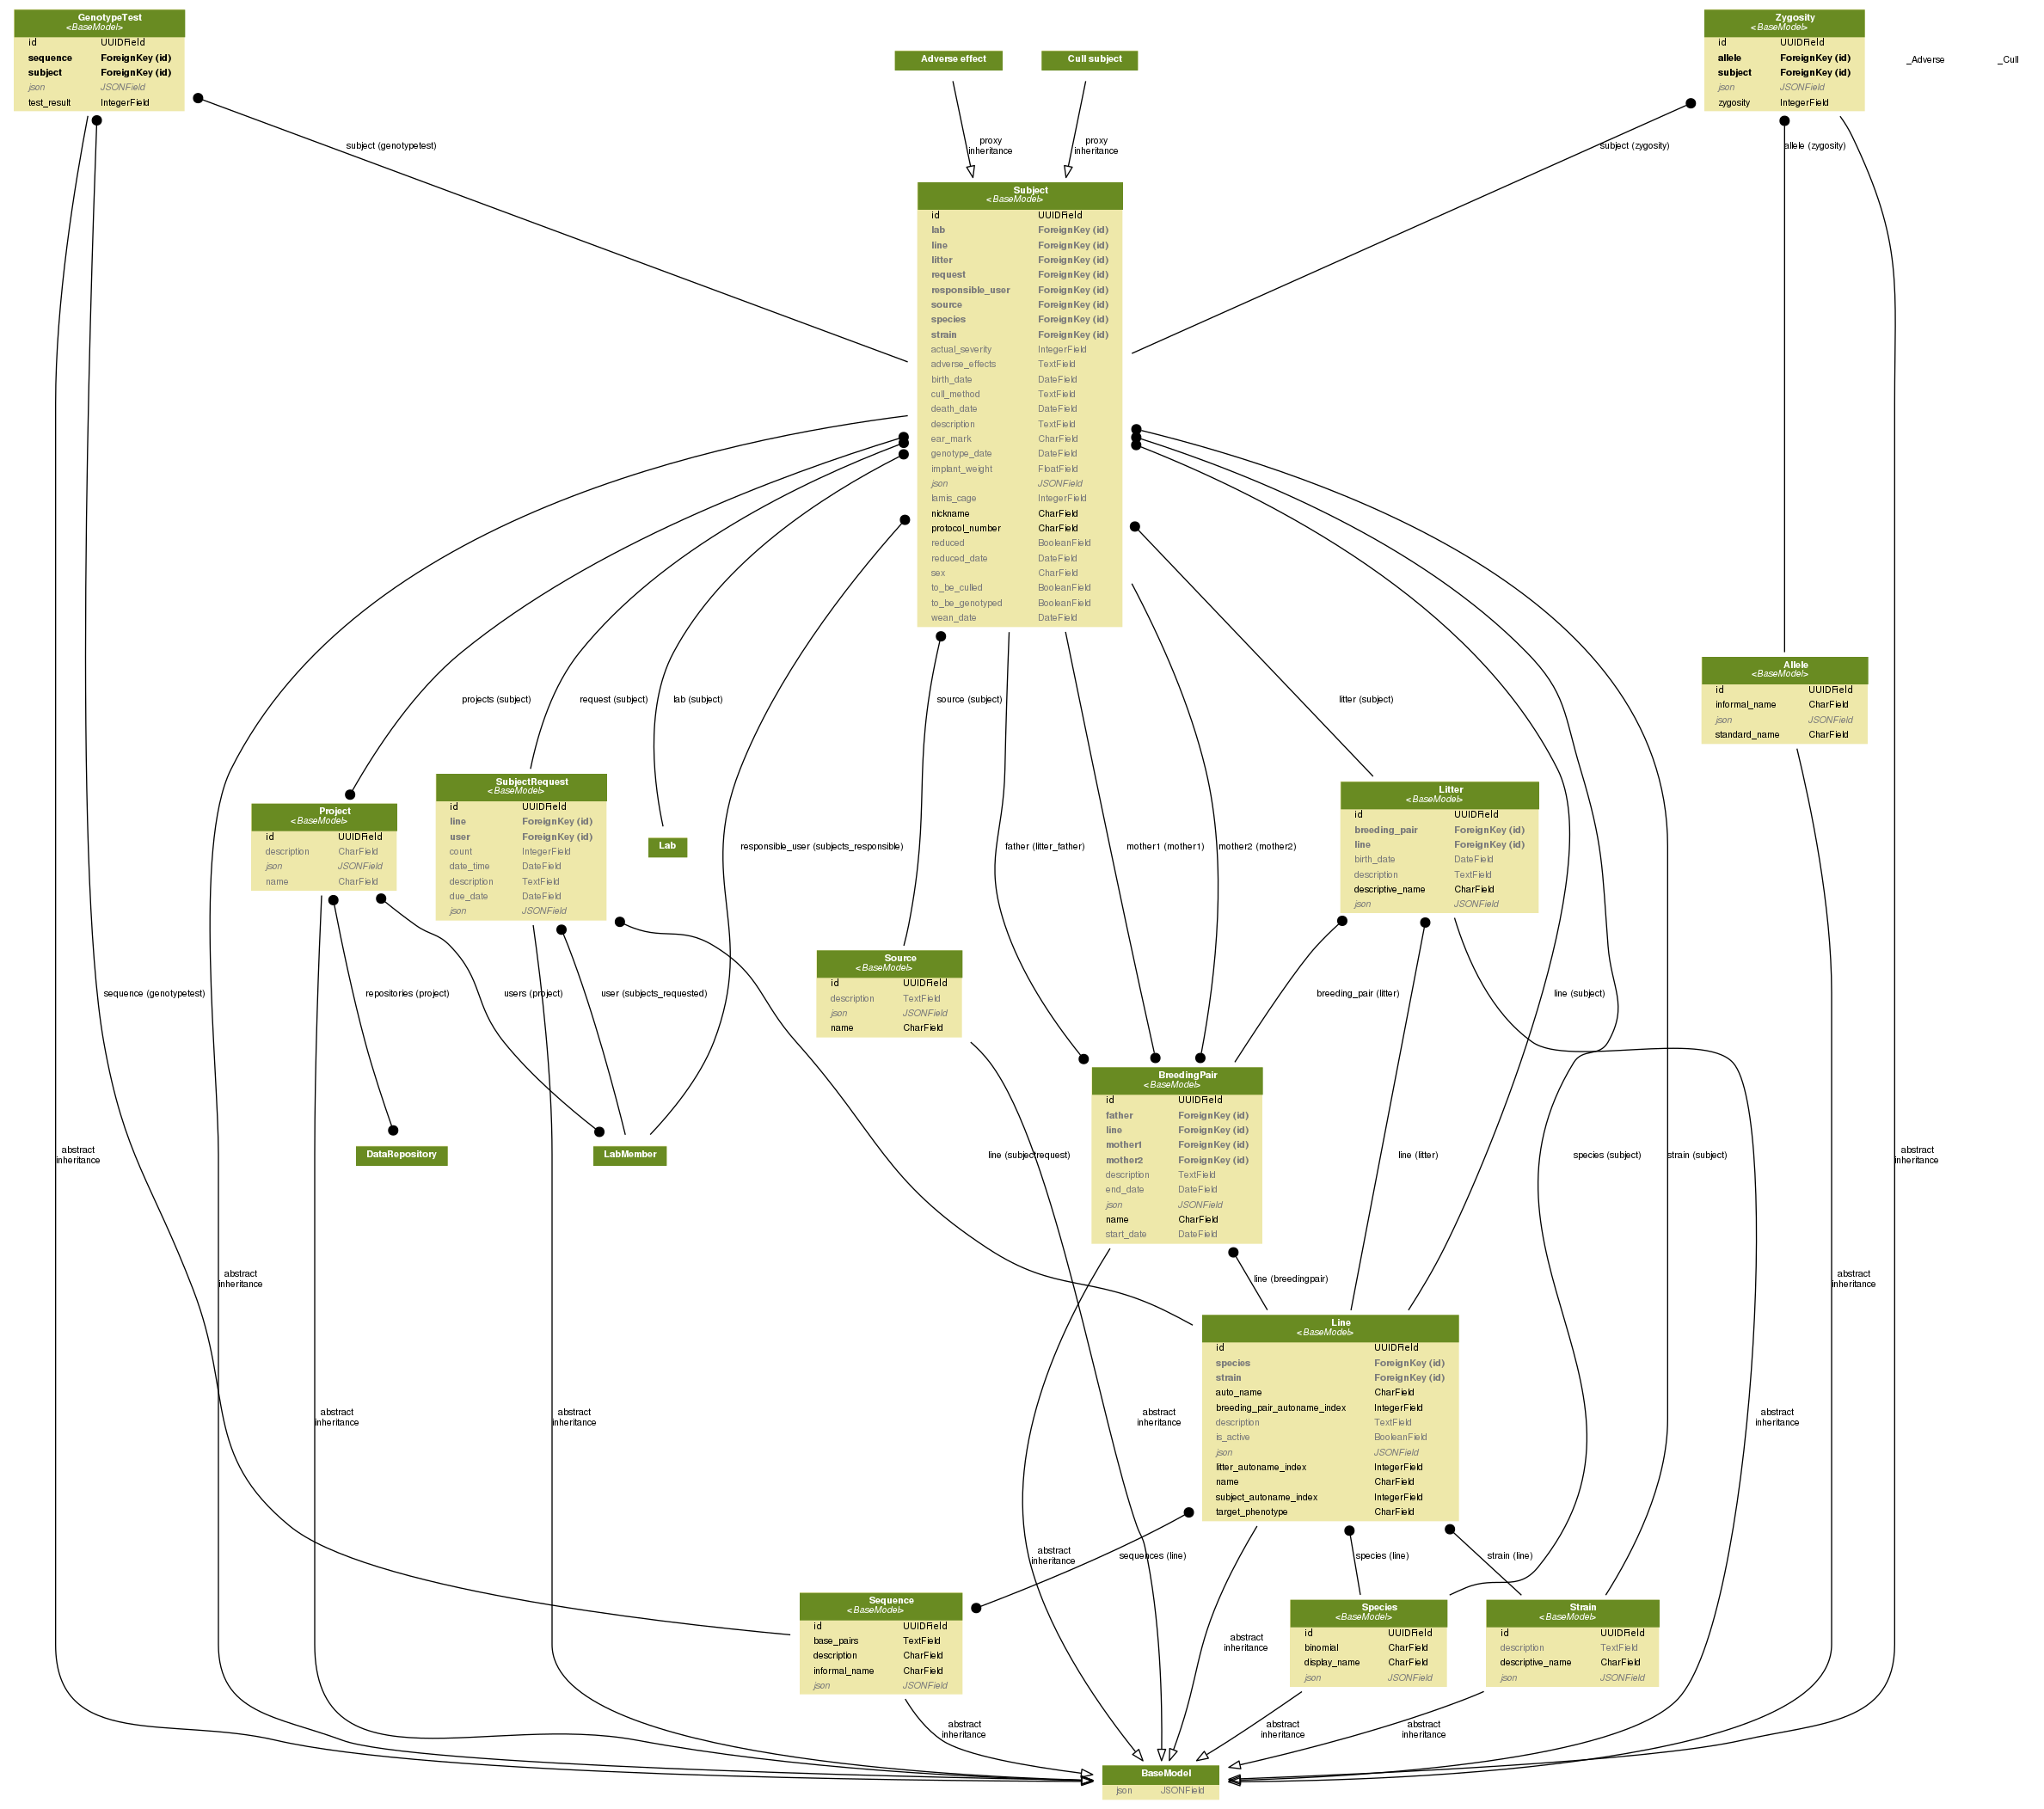 GenotypeTest
<BaseModel>
id UUIDField
sequence ForeignKey (id)
subject ForeignKey (id)
json JSONField
test_result IntegerField
Adverse effect
Cull subject
Zygosity
<BaseModel>
id UUIDField
allele ForeignKey (id)
subject ForeignKey (id)
json JSONField
zygosity IntegerField
_Adverse
_Cull
subject (genotypetest)
proxy
inheritance
proxy
inheritance
subject (zygosity)
allele (zygosity)
Subject
<BaseModel>
id UUIDField
lab ForeignKey (id)
line ForeignKey (id)
litter ForeignKey (id)
request ForeignKey (id)
responsible_user ForeignKey (id)
source ForeignKey (id)
species ForeignKey (id)
strain ForeignKey (id)
actual_severity IntegerField
adverse_effects TextField
birth_date DateField
cull_method TextField
death_date DateField
description TextField
ear_mark CharField
genotype_date DateField
implant_weight FloatField
json JSONField
lamis_cage IntegerField
nickname CharField
protocol_number CharField
reduced BooleanField
reduced_date DateField
sex CharField
to_be_culled BooleanField
to_be_genotyped BooleanField
wean_date DateField
projects (subject)
request (subject)
lab (subject)
source (subject)
litter (subject)
Allele
<BaseModel>
id UUIDField
informal_name CharField
json JSONField
standard_name CharField
Project
<BaseModel>
id UUIDField
description CharField
json JSONField
name CharField
SubjectRequest
<BaseModel>
id UUIDField
line ForeignKey (id)
user ForeignKey (id)
count IntegerField
date_time DateField
description TextField
due_date DateField
json JSONField
Lab
responsible_user (subjects_responsible)
father (litter_father)
mother1 (mother1)
mother2 (mother2)
Litter
<BaseModel>
id UUIDField
breeding_pair ForeignKey (id)
line ForeignKey (id)
birth_date DateField
description TextField
descriptive_name CharField
json JSONField
Source
<BaseModel>
id UUIDField
description TextField
json JSONField
name CharField
sequence (genotypetest)
repositories (project)
users (project)
user (subjects_requested)
breeding_pair (litter)
line (subject)
BreedingPair
<BaseModel>
id UUIDField
father ForeignKey (id)
line ForeignKey (id)
mother1 ForeignKey (id)
mother2 ForeignKey (id)
description TextField
end_date DateField
json JSONField
name CharField
start_date DateField
abstract
inheritance
DataRepository
LabMember
line (subjectrequest)
line (litter)
species (subject)
strain (subject)
abstract
inheritance
abstract
inheritance
line (breedingpair)
abstract
inheritance
Line
<BaseModel>
id UUIDField
species ForeignKey (id)
strain ForeignKey (id)
auto_name CharField
breeding_pair_autoname_index IntegerField
description TextField
is_active BooleanField
json JSONField
litter_autoname_index IntegerField
name CharField
subject_autoname_index IntegerField
target_phenotype CharField
abstract
inheritance
abstract
inheritance
abstract
inheritance
abstract
inheritance
abstract
inheritance
sequences (line)
species (line)
strain (line)
Sequence
<BaseModel>
id UUIDField
base_pairs TextField
description CharField
informal_name CharField
json JSONField
abstract
inheritance
Species
<BaseModel>
id UUIDField
binomial CharField
display_name CharField
json JSONField
Strain
<BaseModel>
id UUIDField
description TextField
descriptive_name CharField
json JSONField
abstract
inheritance
abstract
inheritance
abstract
inheritance
BaseModel
json JSONField